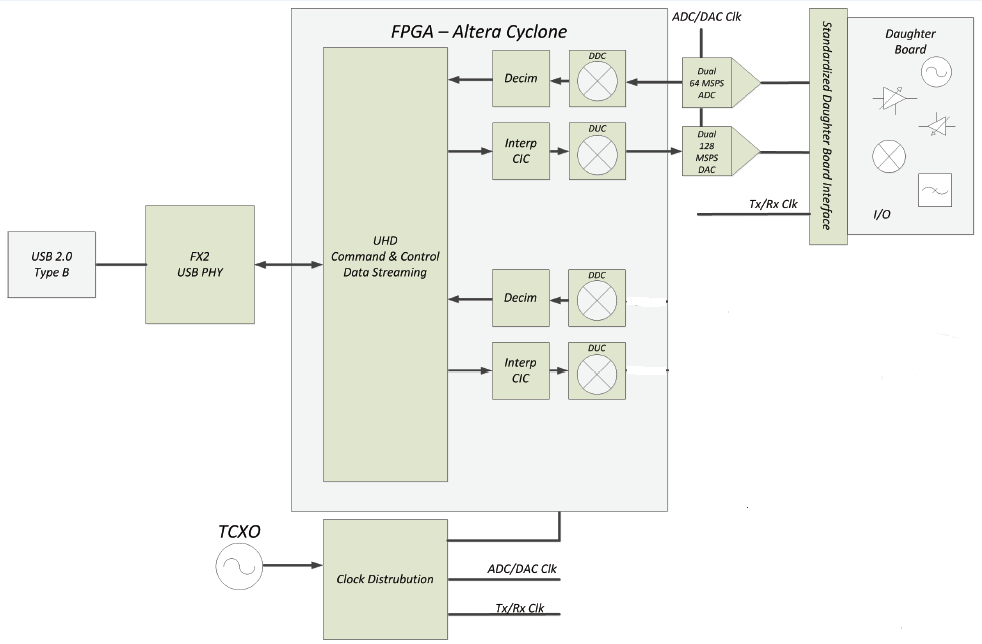 FPGA – Altera Cyclone
ADC/DAC Clk
Decim
DDC
Dual
64 MSPS
ADC
Interp
CIC
DUC
Dual
128
MSPS
DAC
Tx/Rx Clk
Standardized Daughter Board Interface
Daughter
Board
I/O
USB 2.0
Type B
FX2
USB PHY
UHD
Command & Control
Data Streaming
Decim
DDC
Interp
CIC
DUC
TCXO
Clock Distrubution
ADC/DAC Clk
Tx/Rx Clk